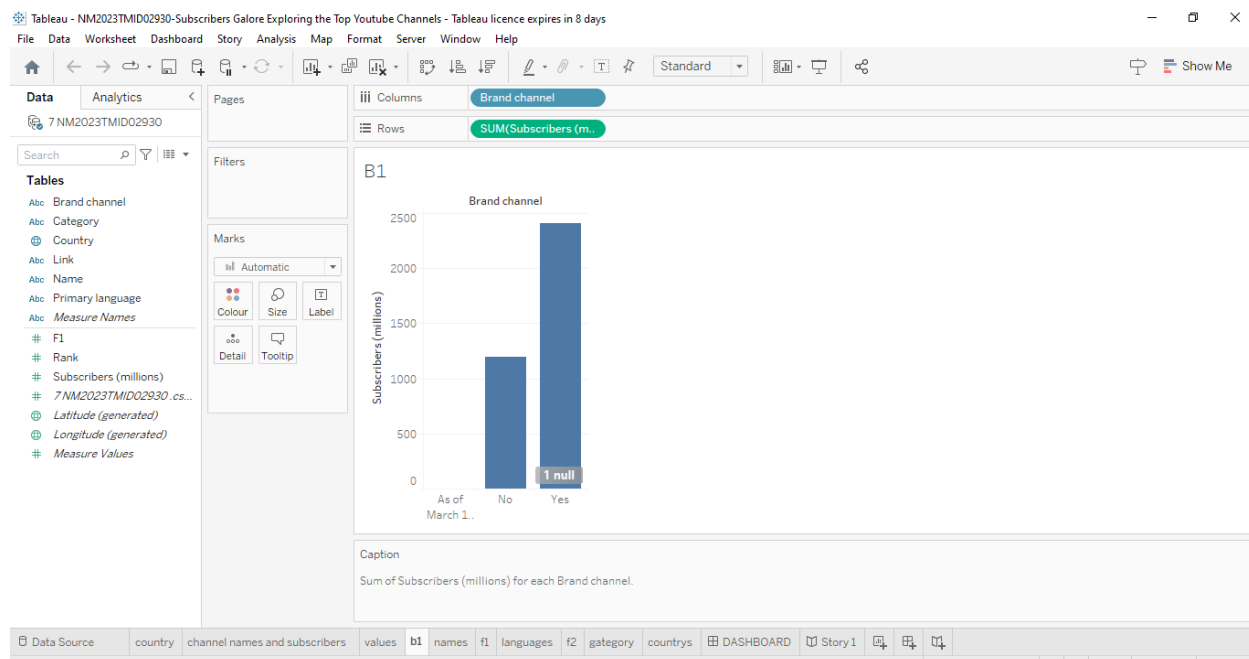 Tableau - NM2023TMID02930-Subscribers Galore Exploring the Top Youtube Channels - Tableau licence expires in 8 days
File Data Worksheet Dashboard Story Analysis Map Format Server Window Help
Standard
Show Me
Data Analytics
7 NM2023TMID02930
Search
Tables
Abc Brand channel
Abc Category
Country
Abc Link
Abc Name
Abc Primary language
Abc Measure Names
# F1
# Rank
# Subscribers (millions)
# 7 NM2023TMID02930 .cs...
Latitude (generated)
Longitude (generated)
# Measure Values
Pages
Filters
Marks
Automatic
Colour Size Label
Detail Tooltip
Columns Brand channel
Rows SUM(Subscribers (m..
B1
Brand channel
Subscribers (millions)
2500
2000
1500
1000
500
0
1 null
As of March 1..
No
Yes
Caption
Sum of Subscribers (millions) for each Brand channel.
Data Source country channel names and subscribers values b1 names f1 languages f2 gategory countrys DASHBOARD Story 1